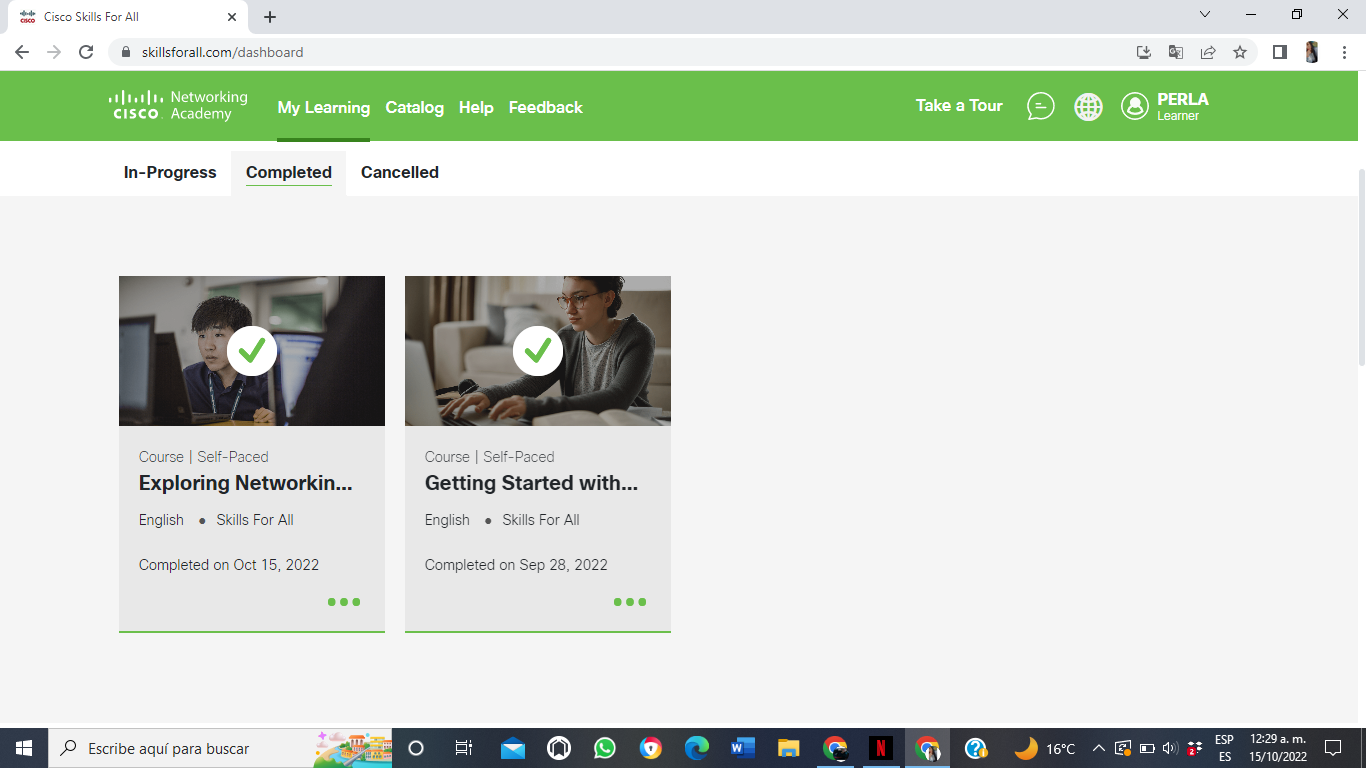 Cisco Skills For All
skillsforall.com/dashboard
CISCO Networking Academy
My Learning Catalog Help Feedback
Take a Tour
PERLA
Learner
In-Progress Completed Cancelled
Course | Self-Paced
Exploring Networkin...
English • Skills For All
Completed on Oct 15, 2022
Course | Self-Paced
Getting Started with...
English • Skills For All
Completed on Sep 28, 2022
Escribe aquí para buscar
16°C
ESP
ES
12:29 a. m.
15/10/2022